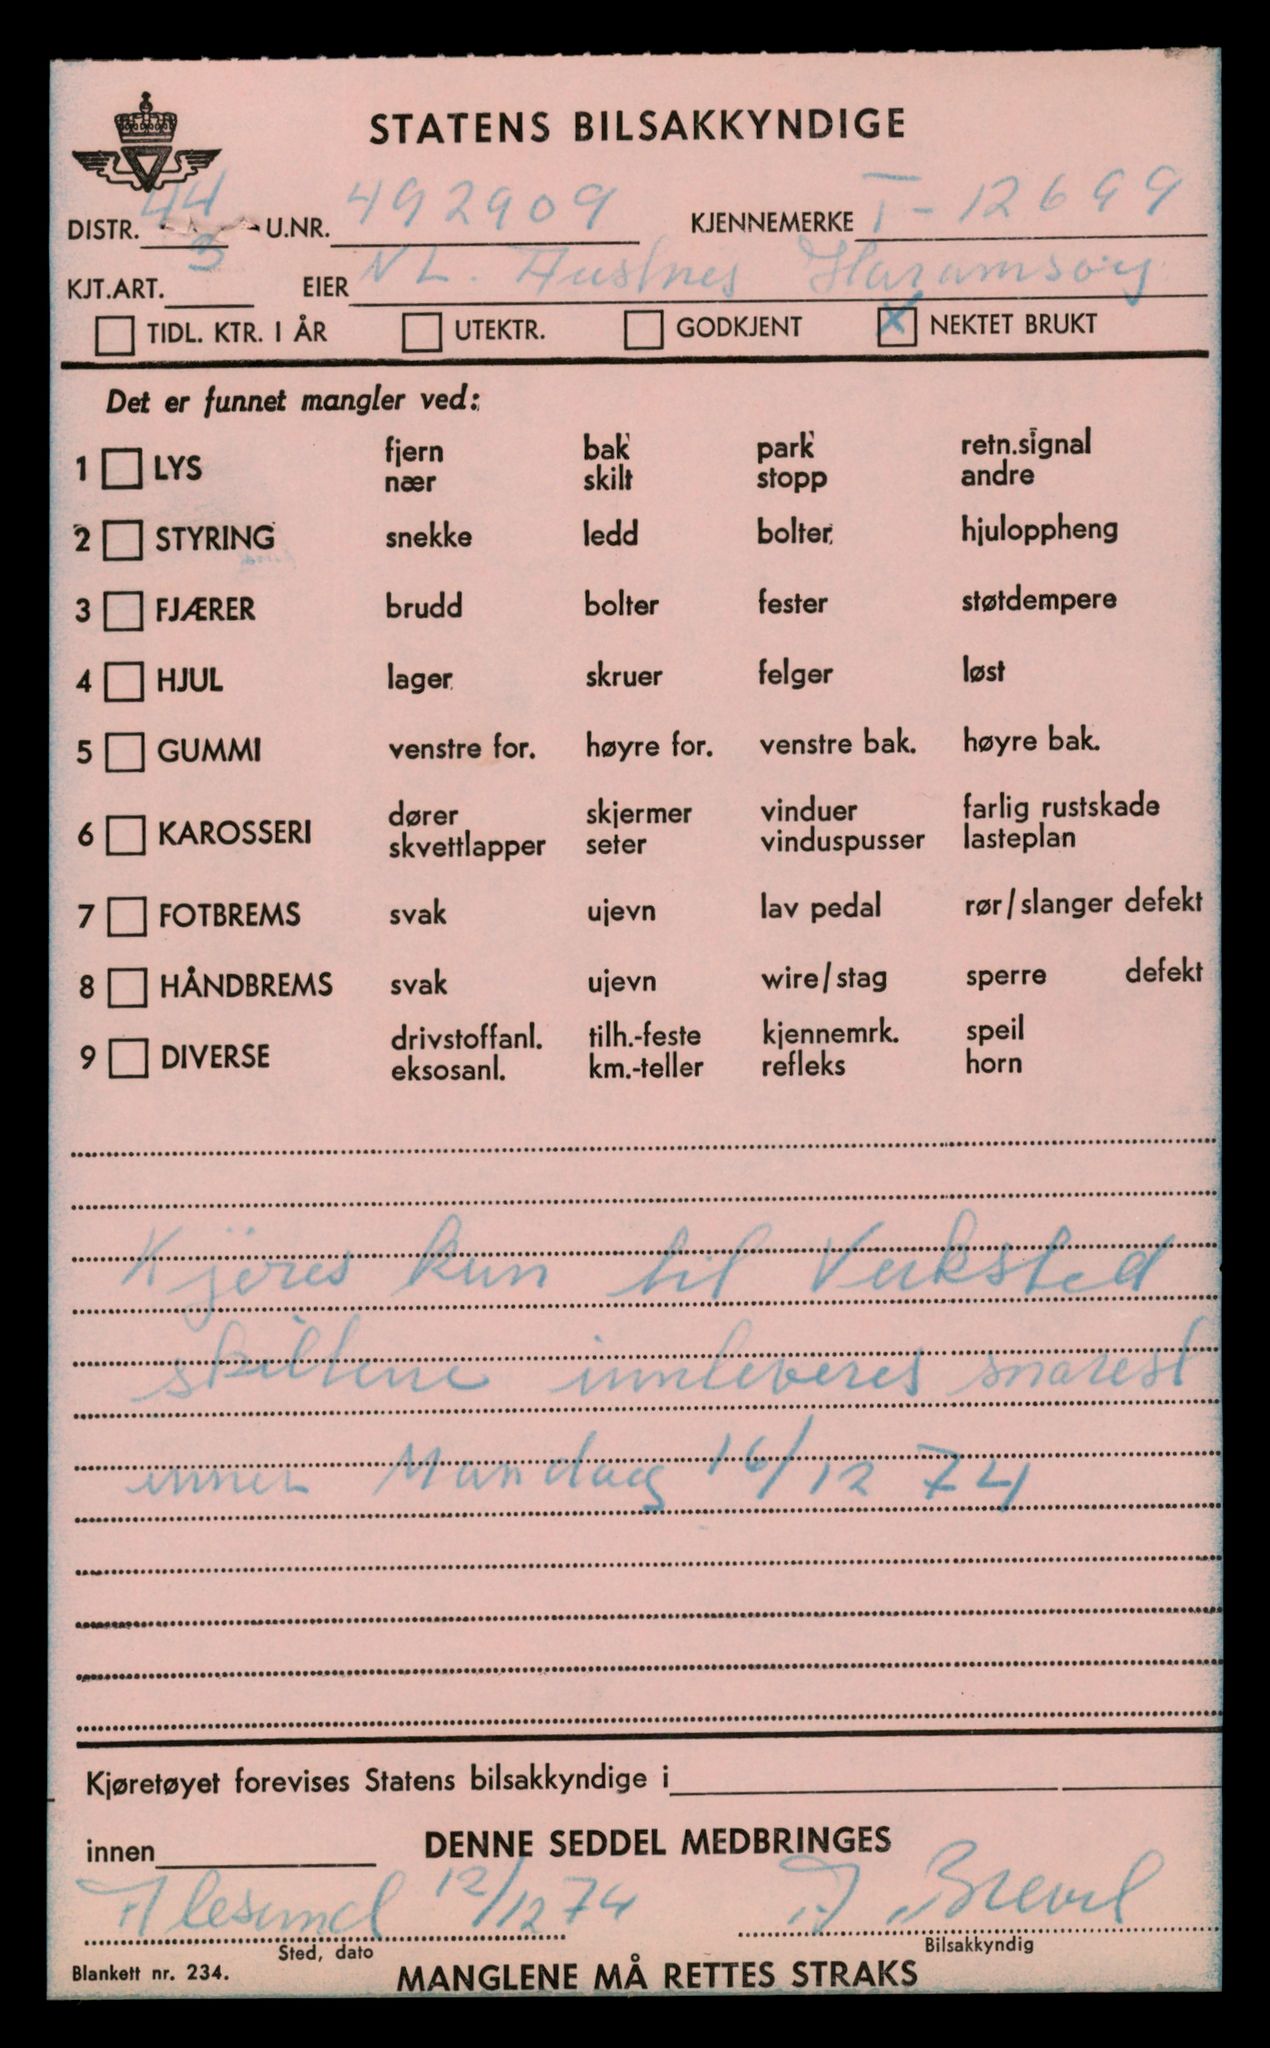 STATENS BILSAKKYNDIGE
DISTR. 44 U.NR. 492909 KJENNEMERKE T-12699
KJT.ART. 3 EIER N L. Austnes Haramsøy
TIDL. KTR. I ÅR UTEKTR. GODKJENT X NEKTET BRUKT
Det er funnet mangler ved:
1 LYS fjern bak park retn.signal
nær skilt stopp andre
2 STYRING snekke ledd bolter hjuloppheng
3 FJÆRER brudd bolter fester støtdempere
4 HJUL lager skruer felger løst
5 GUMMI venstre for. høyre for. venstre bak. høyre bak.
6 KAROSSERI dører skjermer vinduer farlig rustskade
skvettlapper seter vinduspusser lasteplan
7 FOTBREMS svak ujevn lav pedal rør/slanger defekt
8 HÅNDBREMS svak ujevn wire/stag sperre defekt
9 DIVERSE drivstoffanl. tilh.-feste kjennemrk. speil
eksosanl. km.-teller refleks horn
Kjøres kun til Verksted
skiltene innleveres snarest
innen Mandag 16/12 74
Kjøretøyet forevises Statens bilsakkyndige i
innen DENNE SEDDEL MEDBRINGES
Ålesund 12/12 74
Sted, dato Bilsakkyndig
Blankett nr. 234. MANGLENE MÅ RETTES STRAKS